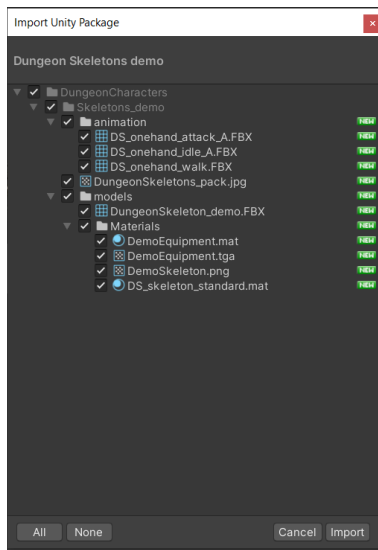 Import Unity Package
Dungeon Skeletons demo
DungeonCharacters
Skeletons_demo
animation NEW
DS_onehand_attack_A.FBX NEW
DS_onehand_idle_A.FBX NEW
DS_onehand_walk.FBX NEW
DungeonSkeletons_pack.jpg NEW
models NEW
DungeonSkeleton_demo.FBX NEW
Materials NEW
DemoEquipment.mat NEW
DemoEquipment.tga NEW
DemoSkeleton.png NEW
DS_skeleton_standard.mat NEW
All None Cancel Import